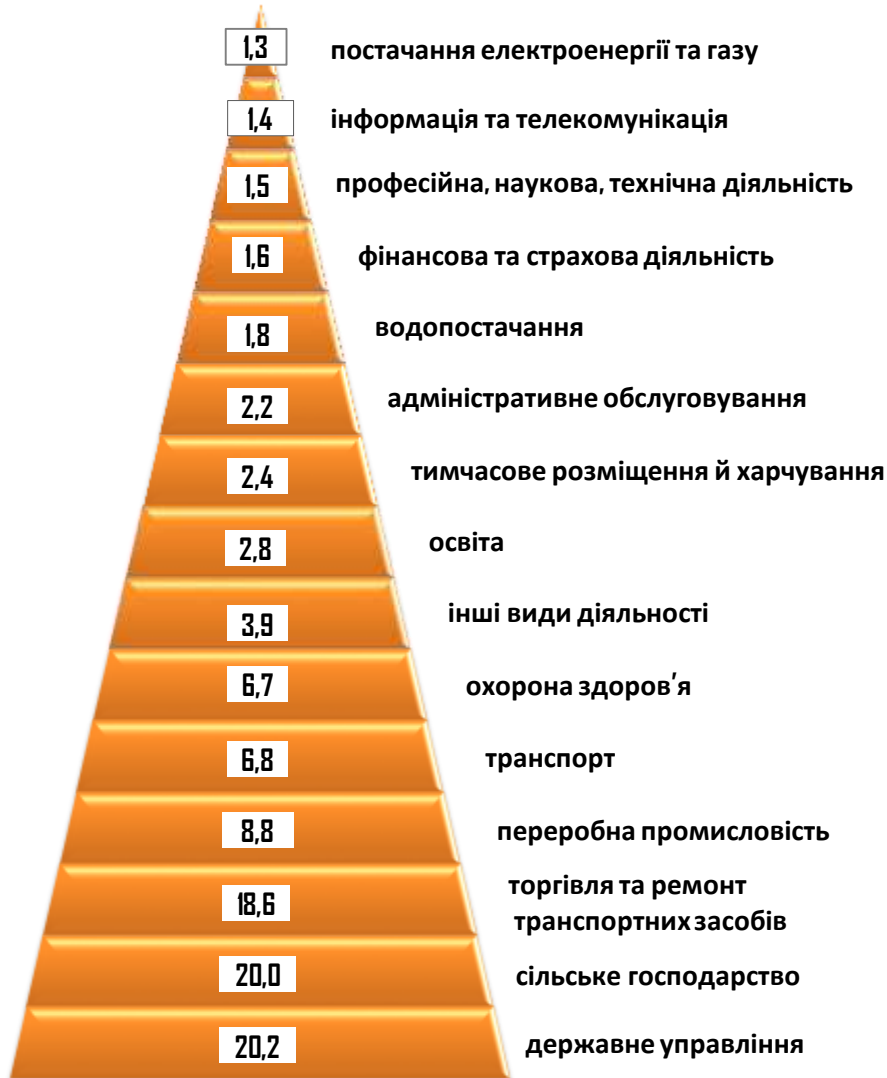 1,3 постачання електроенергії та газу
1,4 інформація та телекомунікація
1,5 професійна, наукова, технічна діяльність
1,6 фінансова та страхова діяльність
1,8 водопостачання
2,2 адміністративне обслуговування
2,4 тимчасове розміщення й харчування
2,8 освіта
3,9 інші види діяльності
6,7 охорона здоров'я
6,8 транспорт
8,8 переробна промисловість
18,6 торгівля та ремонт
транспортних засобів
20,0 сільське господарство
20,2 державне управління